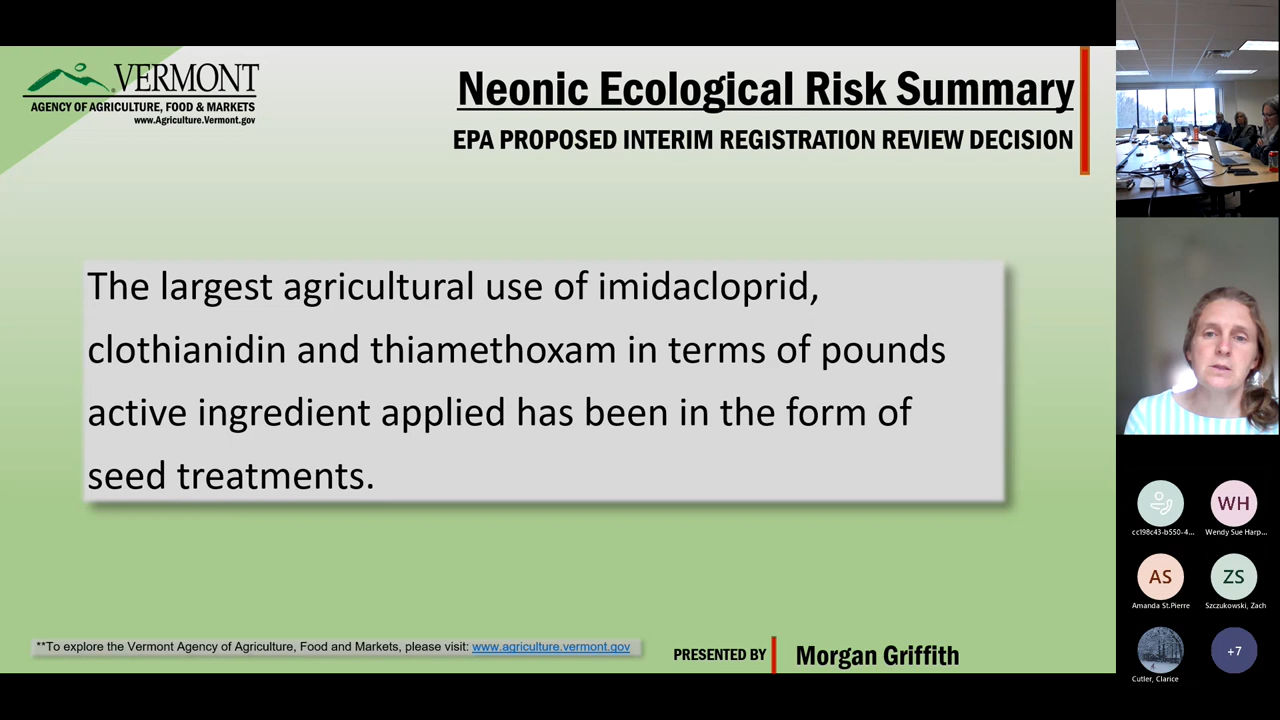 VERMONT
AGENCY OF AGRICULTURE, FOOD & MARKETS
www.Agriculture.Vermont.gov
Neonic Ecological Risk Summary
EPA PROPOSED INTERIM REGISTRATION REVIEW DECISION
The largest agricultural use of imidacloprid,
clothianidin and thiamethoxam in terms of pounds
active ingredient applied has been in the form of
seed treatments.
**To explore the Vermont Agency of Agriculture, Food and Markets, please visit: www.agriculture.vermont.gov
PRESENTED BY
Morgan Griffith
WH
cc198c43-b550-4...
Wendy Sue Harp...
AS
ZS
Amanda St.Pierre
Szczukowski, Zach
+7
Cutler, Clarice